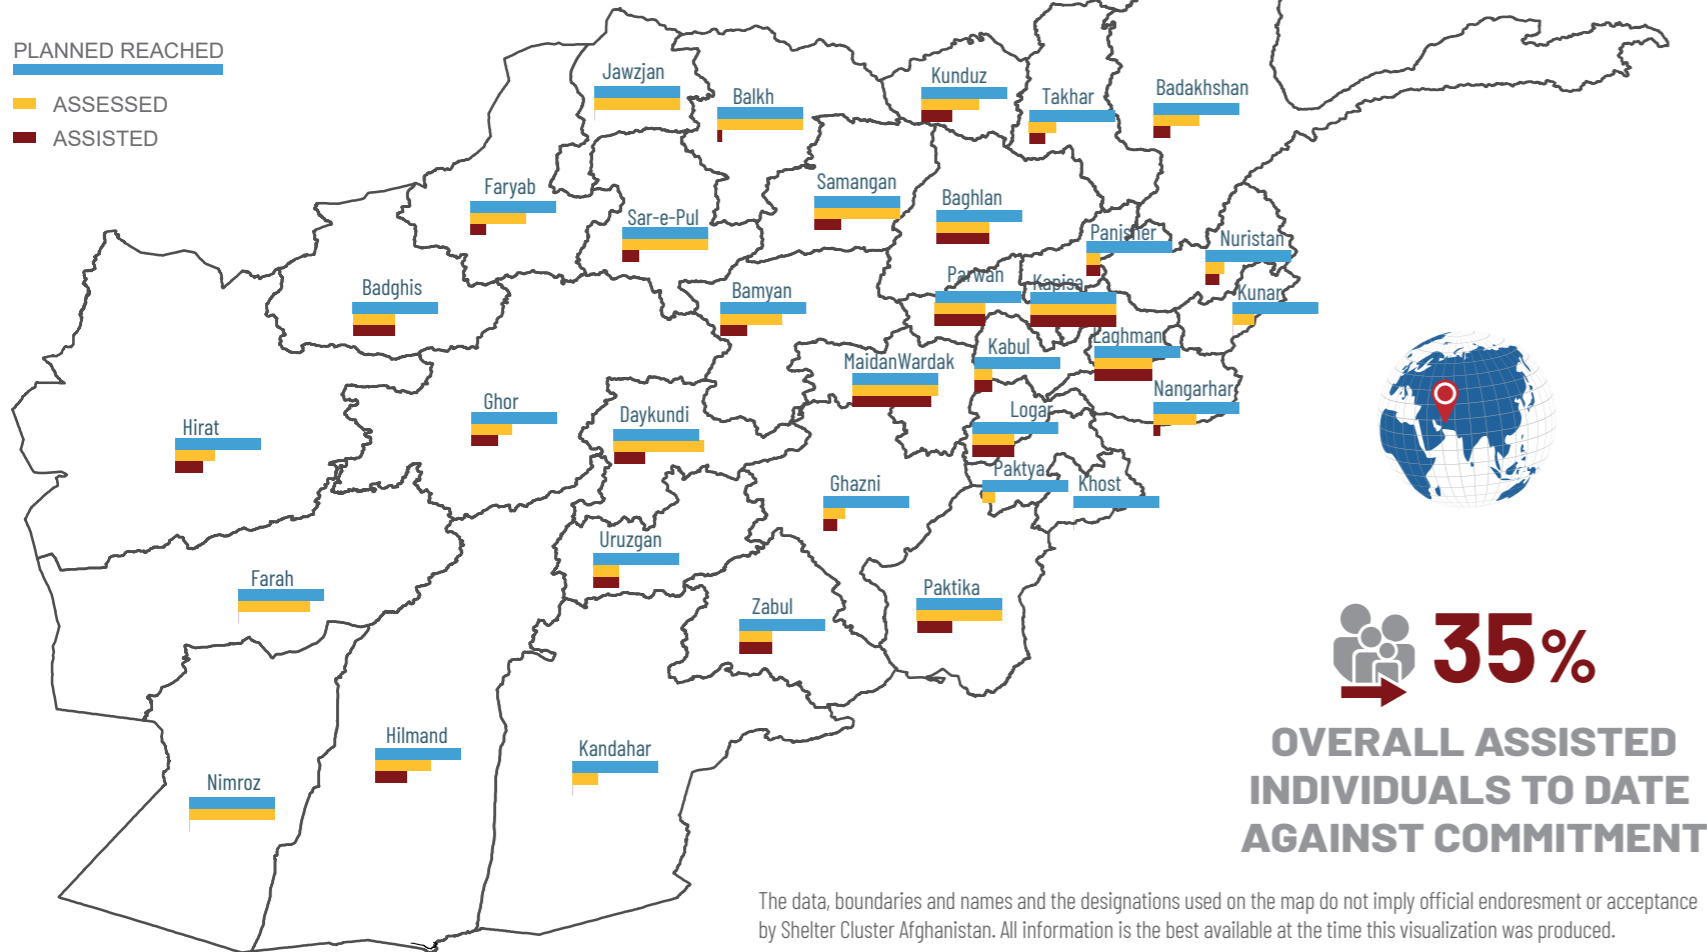 PLANNED REACHED
ASSESSED
ASSISTED
Jawzjan
Balkh
Kunduz
Takhar
Badakhshan
Faryab
Sar-e-Pul
Samangan
Baghlan
Panjsher
Nuristan
Badghis
Bamyan
Parwan
Kapisa
Kunar
Laghman
Kabul
MaidanWardak
Nangarhar
Hirat
Ghor
Daykundi
Logar
Paktya
Khost
Ghazni
Uruzgan
Farah
Zabul
Paktika
Hilmand
Kandahar
Nimroz
35%
OVERALL ASSISTED
INDIVIDUALS TO DATE
AGAINST COMMITMENT
The data, boundaries and names and the designations used on the map do not imply official endoresment or acceptance
by Shelter Cluster Afghanistan. All information is the best available at the time this visualization was produced.